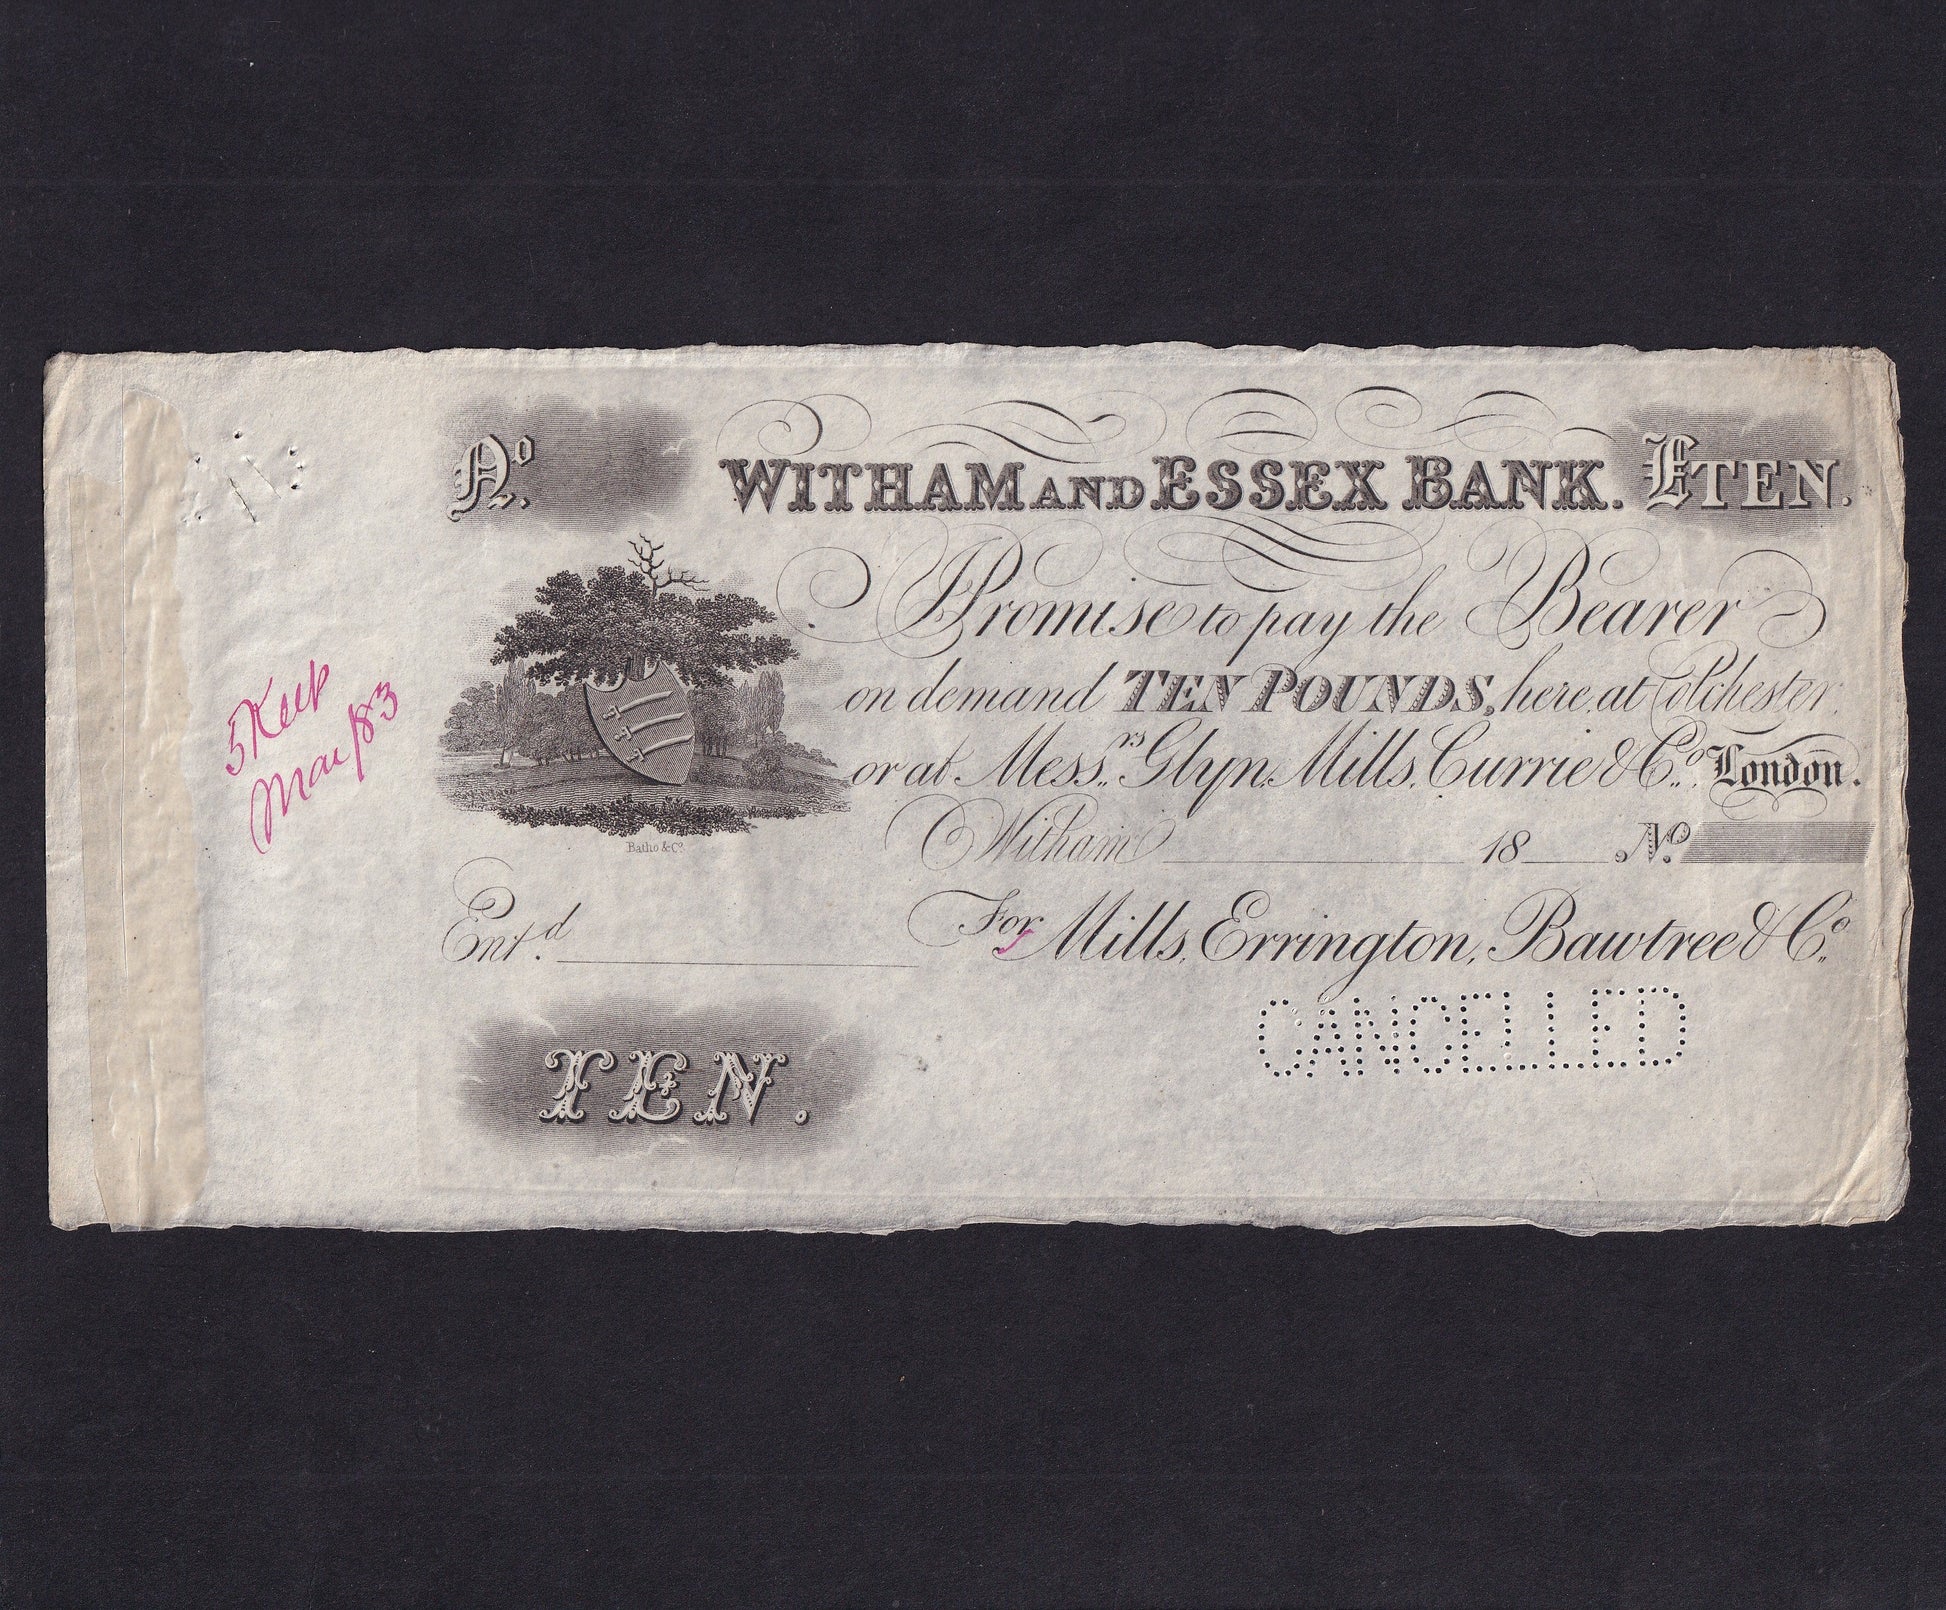 No. WITHAM AND ESSEX BANK. £TEN.
Promise to pay the Bearer
on demand TEN POUNDS, here, at Colchester.
or at Messrs. Glyn, Mills, Currie & Co. London.
Witham 18 No.
Batho & Co.
Entd. For Mills, Errington, Bawtree & Co.
CANCELLED
TEN.
5 Keep
Mar/83